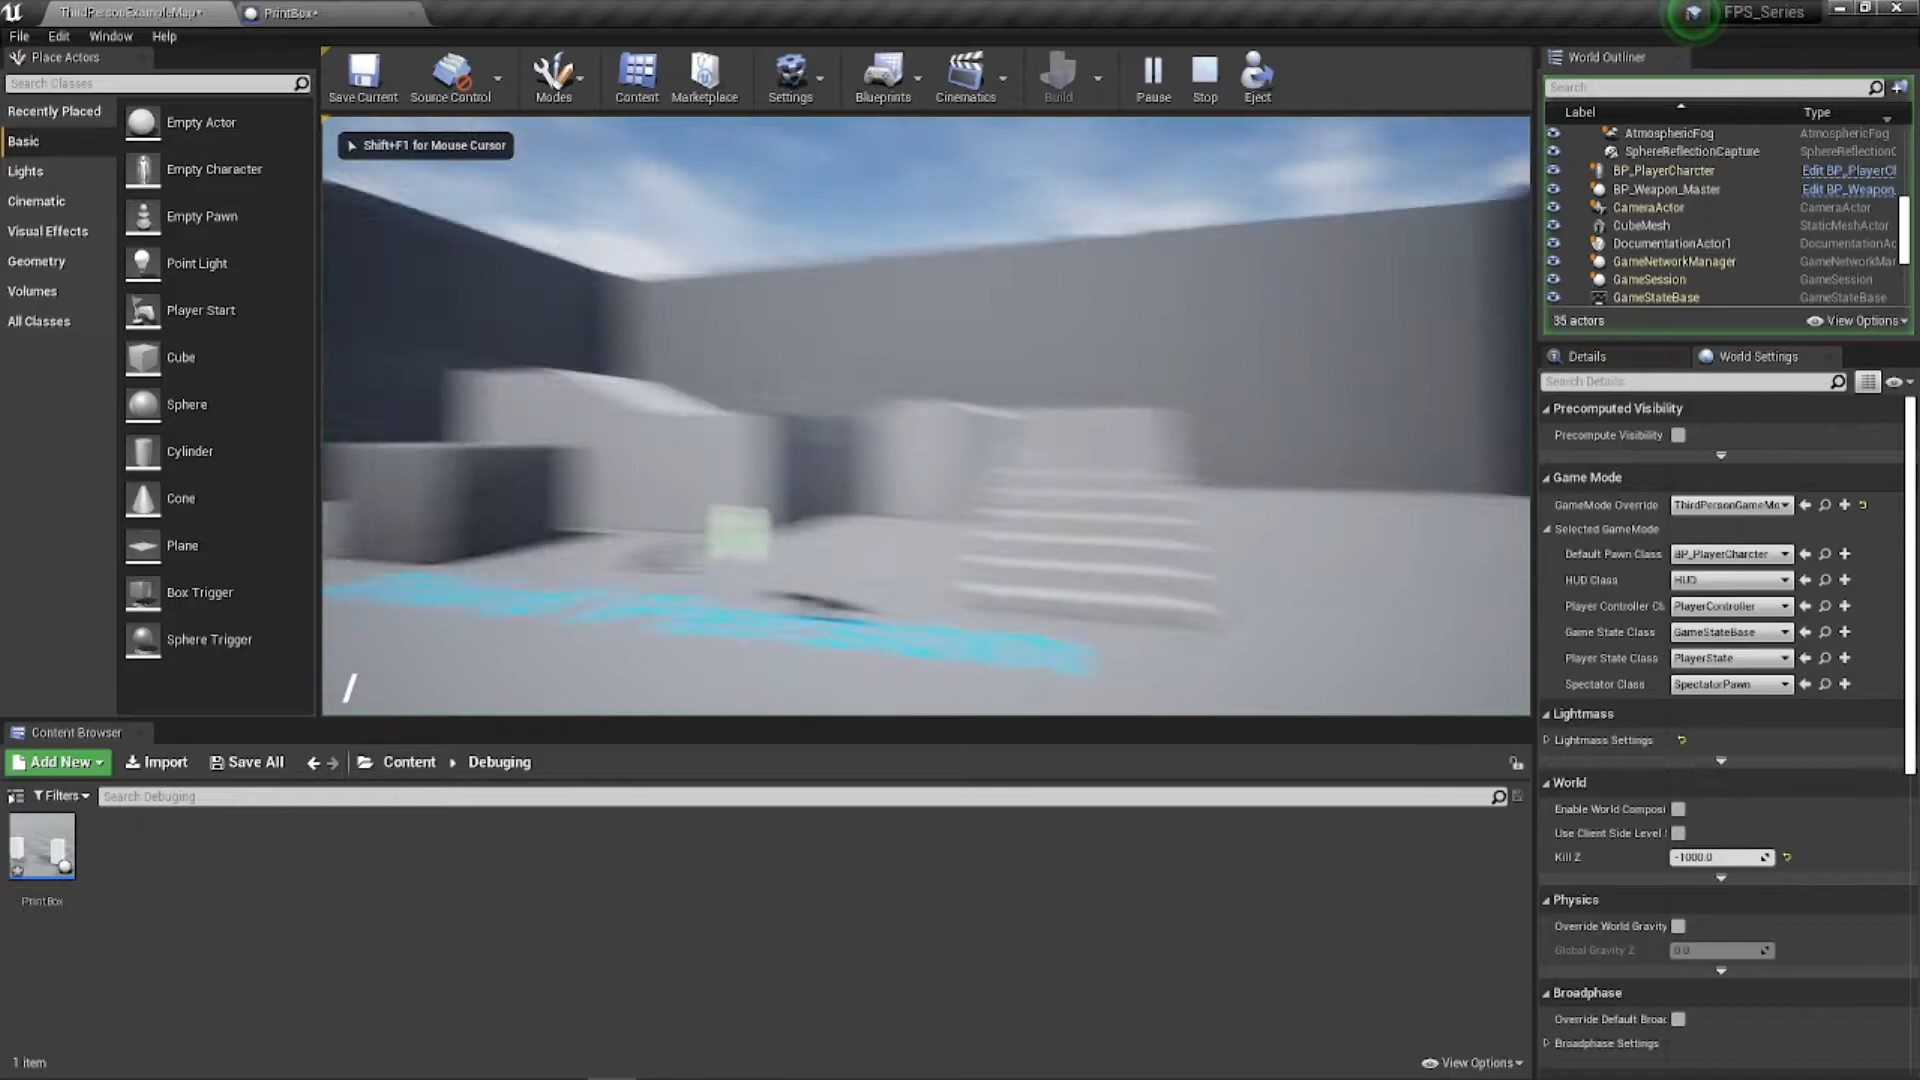 ThirdPersonExampleMap*
PrintBox*
FPS_Series
File Edit Window Help
Place Actors
Search Classes
Recently Placed
Basic
Lights
Cinematic
Visual Effects
Geometry
Volumes
All Classes
Empty Actor
Empty Character
Empty Pawn
Point Light
Player Start
Cube
Sphere
Cylinder
Cone
Plane
Box Trigger
Sphere Trigger
Save Current
Source Control
Modes
Content
Marketplace
Settings
Blueprints
Cinematics
Build
Pause
Stop
Eject
Shift+F1 for Mouse Cursor
/
World Outliner
Search
Label Type
AtmosphericFog AtmosphericFog
SphereReflectionCapture SphereReflectionC
BP_PlayerCharcter Edit BP_PlayerCl
BP_Weapon_Master Edit BP_Weapon_
CameraActor CameraActor
CubeMesh StaticMeshActor
DocumentationActor1 DocumentationAc
GameNetworkManager GameNetworkMar
GameSession GameSession
GameStateBase GameStateBase
35 actors View Options
Details World Settings
Search Details
Precomputed Visibility
Precompute Visibility
Game Mode
GameMode Override ThirdPersonGameMo
Selected GameMode
Default Pawn Class BP_PlayerCharcter
HUD Class HUD
Player Controller Cl PlayerController
Game State Class GameStateBase
Player State Class PlayerState
Spectator Class SpectatorPawn
Lightmass
Lightmass Settings
World
Enable World Composi
Use Client Side Level
Kill Z -1000.0
Physics
Override World Gravity
Global Gravity Z 0.0
Broadphase
Override Default Broac
Broadphase Settings
Content Browser
Add New Import Save All Content Debuging
Filters Search Debuging
PrintBox
1 item View Options